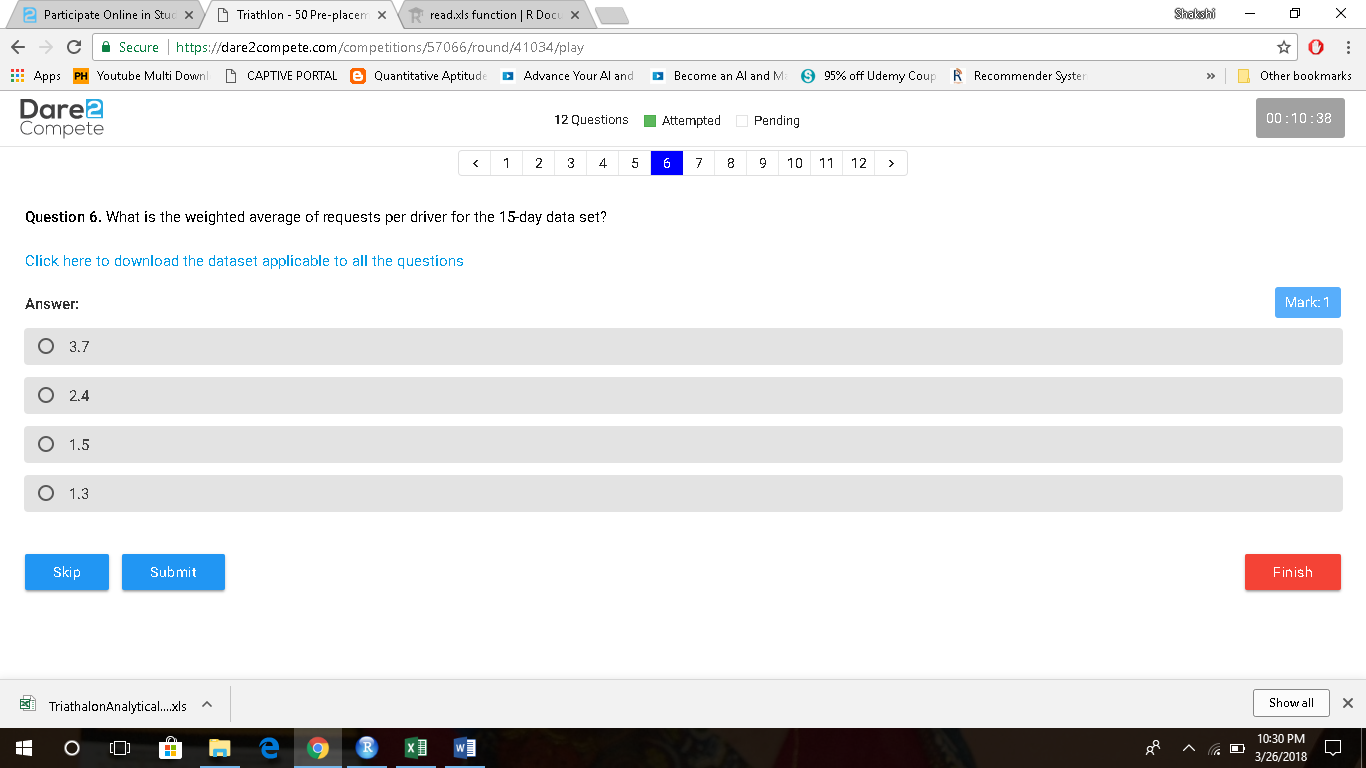 Participate Online in Stud
Triathlon - 50 Pre-placem
read.xls function | R Docu
Shakshi
Secure
https://dare2compete.com/competitions/57066/round/41034/play
Apps
PH Youtube Multi Downl
CAPTIVE PORTAL
Quantitative Aptitude
Advance Your AI and
Become an AI and M
S 95% off Udemy Coup
R Recommender System
»
Other bookmarks
Dare2
Compete
12 Questions
Attempted
Pending
00 : 10 : 38
< 1 2 3 4 5 6 7 8 9 10 11 12 >
Question 6. What is the weighted average of requests per driver for the 15-day data set?
Click here to download the dataset applicable to all the questions
Answer:
Mark: 1
3.7
2.4
1.5
1.3
Skip
Submit
Finish
TriathalonAnalytical....xls
Show all
10:30 PM
3/26/2018